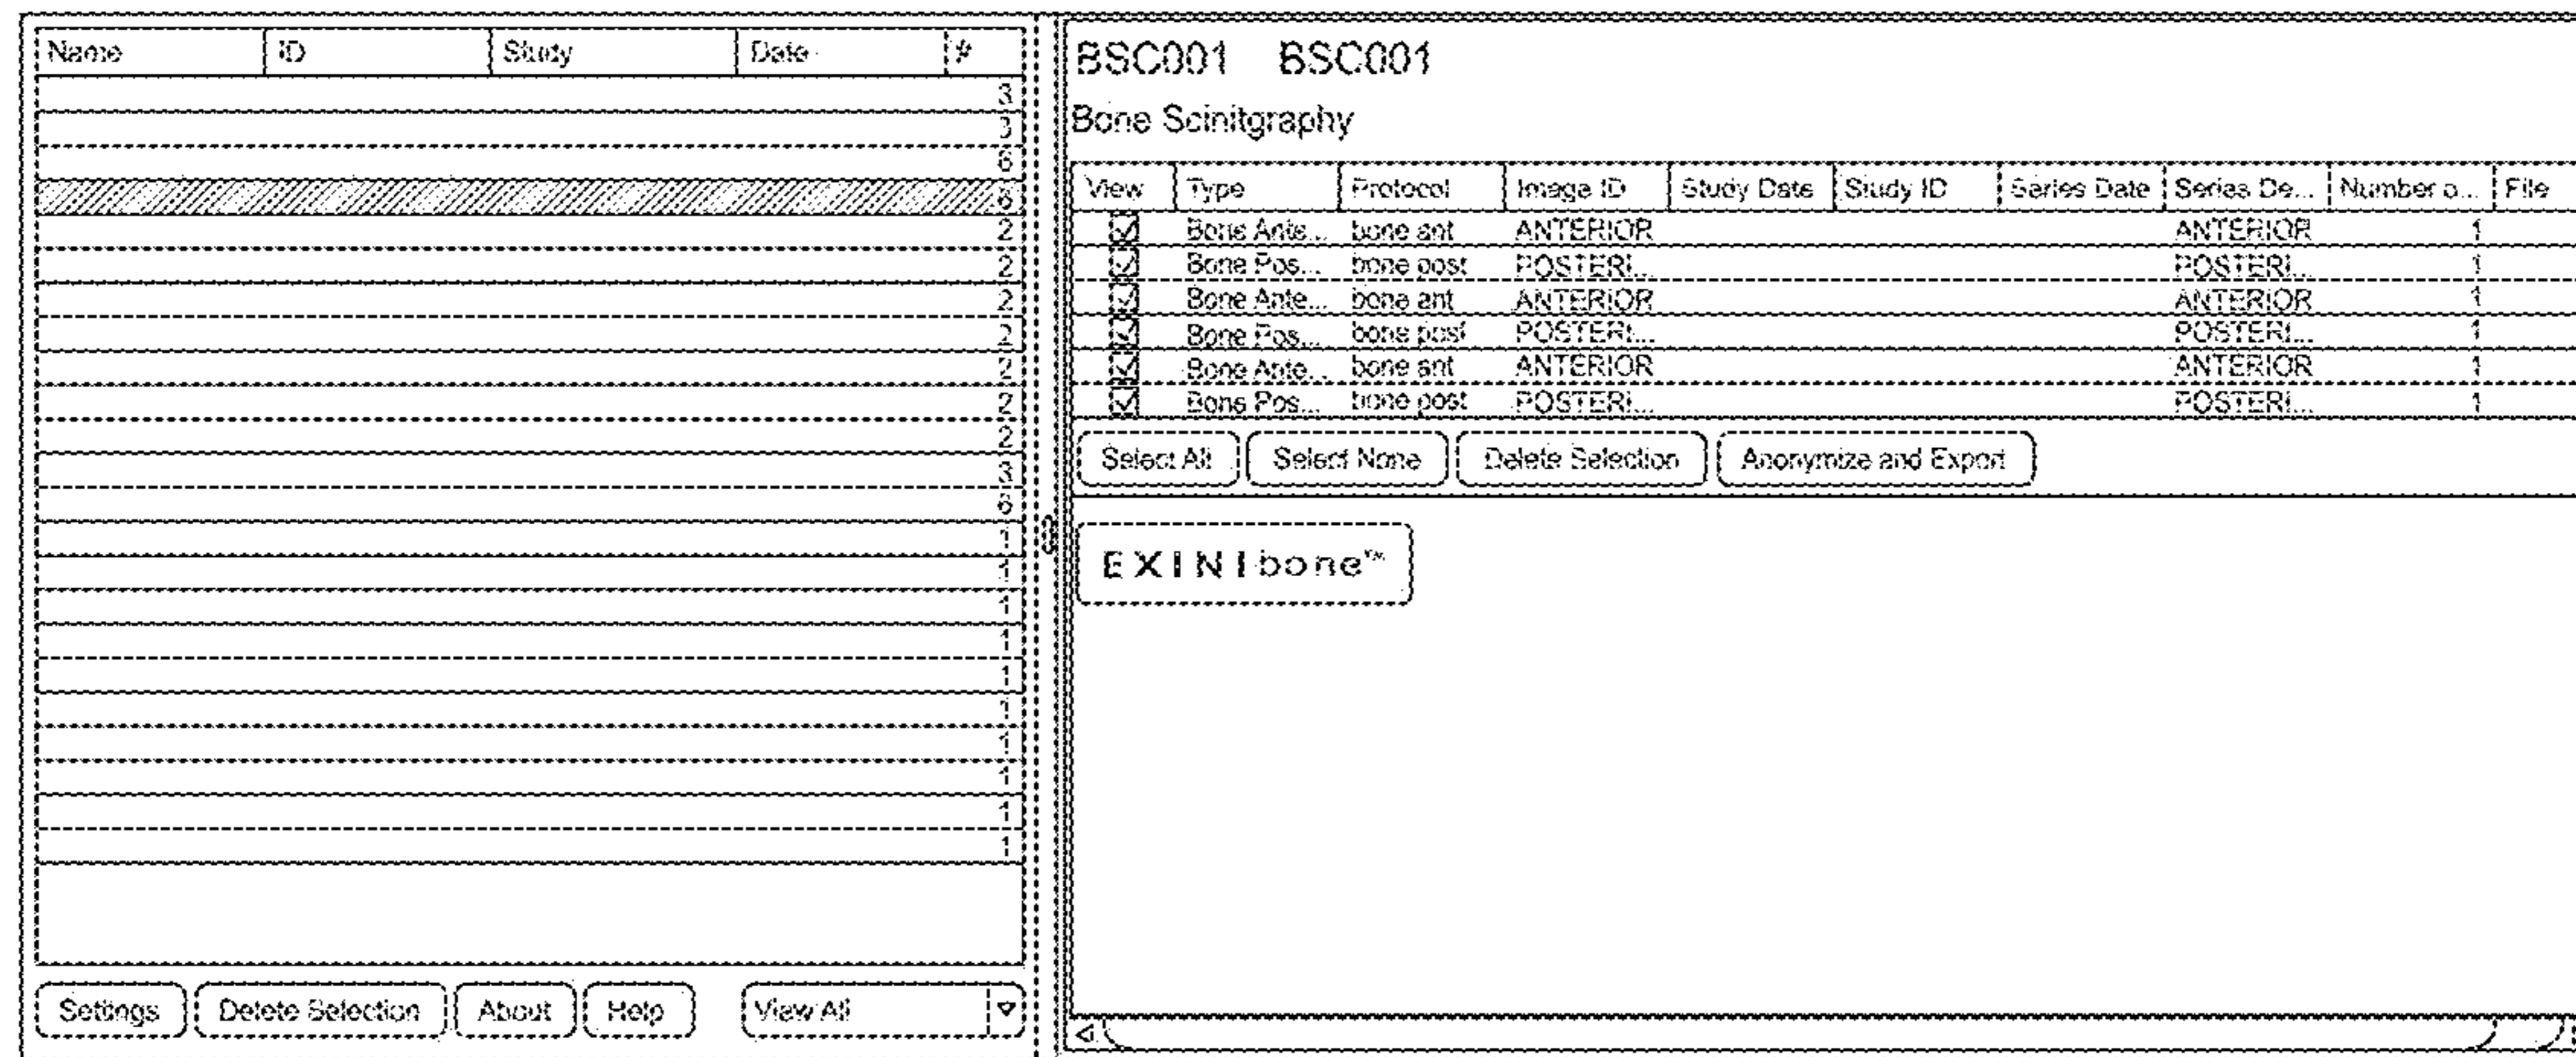 Name ID Study Date #
3
3
6
6
2
2
2
2
2
2
2
3
6
1
1
1
1
1
1
1
1
1
1
Settings Delete Selection About Help View All
BSC001 BSC001
Bone Scinitgraphy
View Type Protocol Image ID Study Date Study ID Series Date Series De... Number o... File
Bone Ante... bone ant ANTERIOR ANTERIOR 1
Bone Pos... bone post POSTERI... POSTERI... 1
Bone Ante... bone ant ANTERIOR ANTERIOR 1
Bone Pos... bone post POSTERI... POSTERI... 1
Bone Ante... bone ant ANTERIOR ANTERIOR 1
Bone Pos... bone post POSTERI... POSTERI... 1
Select All Select None Delete Selection Anonymize and Export
EXINIbone™